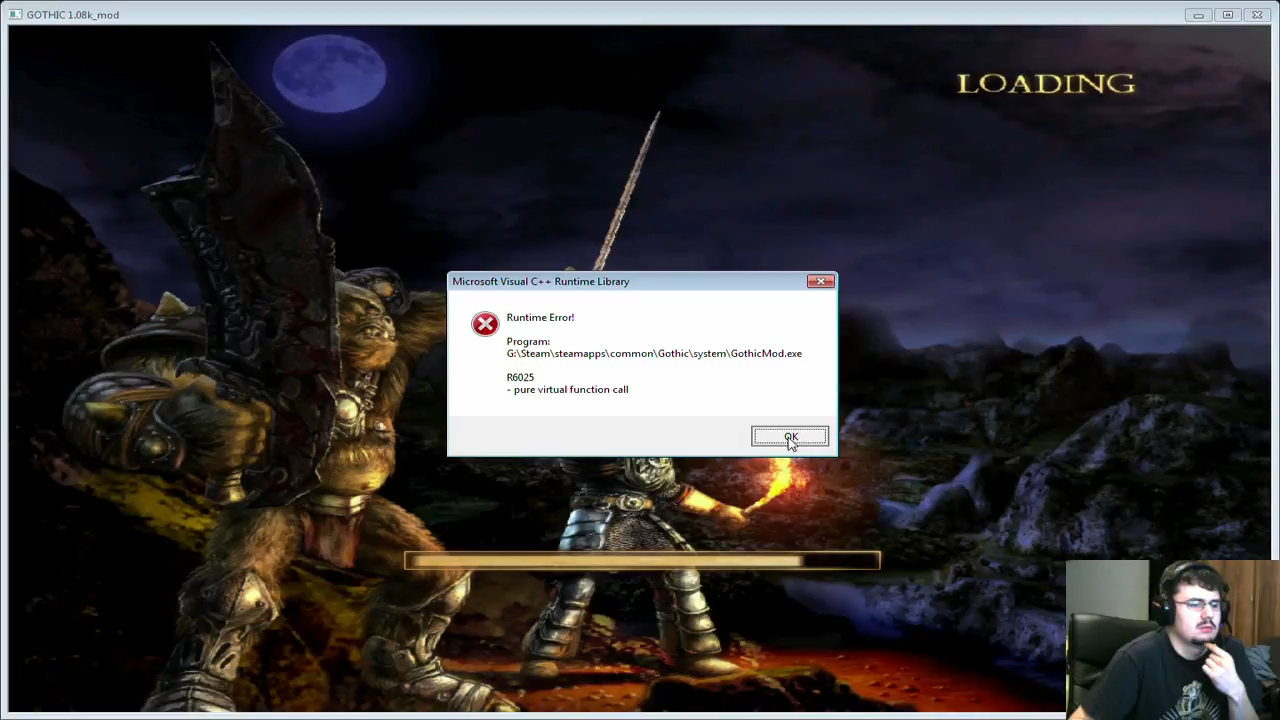 GOTHIC 1.08k_mod
LOADING
Microsoft Visual C++ Runtime Library
Runtime Error!
Program:
G:\Steam\steamapps\common\Gothic\system\GothicMod.exe
R6025
- pure virtual function call
OK